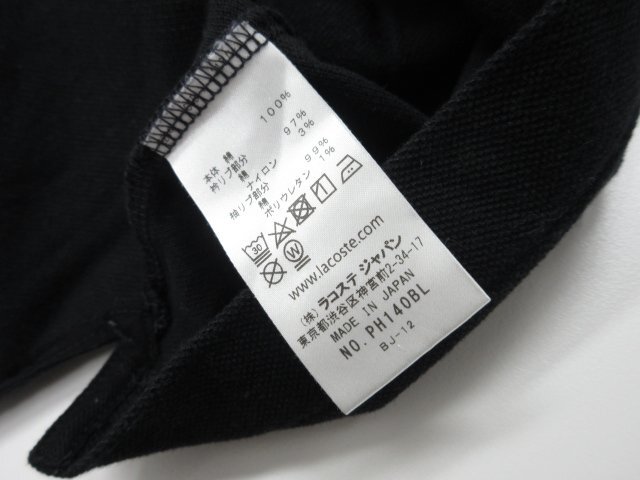 本体 綿 100%
衿リブ部分
綿 97%
ナイロン 3%
袖リブ部分
綿 99%
ポリウレタン 1%
30
W
www.lacoste.com
(株) ラコステ ジャパン
東京都渋谷区神宮前2-34-17
MADE IN JAPAN
NO. PH140BL
BJ-12